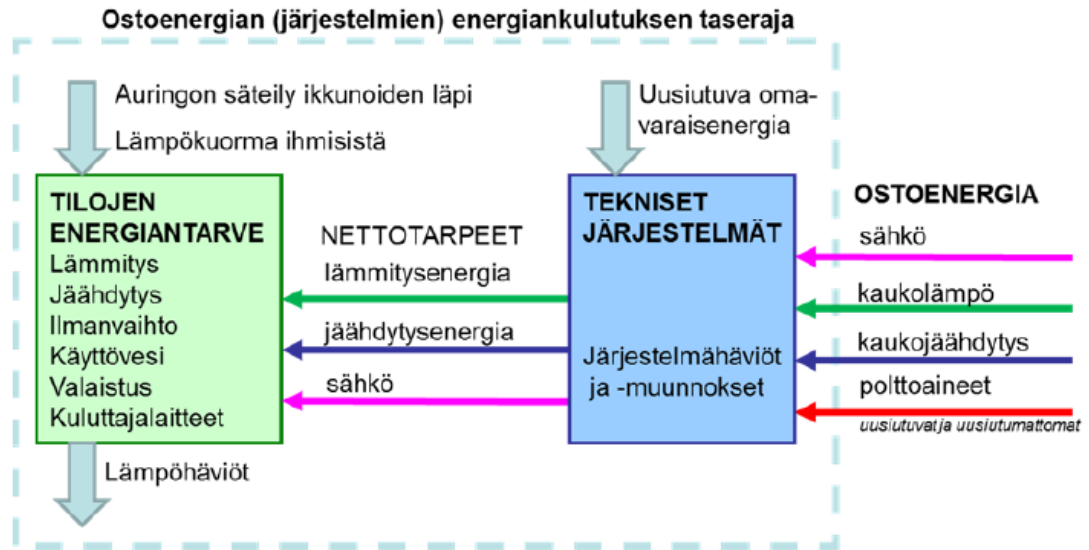 Ostoenergian (järjestelmien) energiankulutuksen taseraja
Auringon säteily ikkunoiden läpi
Lämpökuorma ihmisistä
Uusiutuva oma-
varaisenergia
TILOJEN
ENERGIANTARVE
Lämmitys
Jäähdytys
Ilmanvaihto
Käyttövesi
Valaistus
Kuluttajalaitteet
NETTOTARPEET
lämmitysenergia
jäähdytysenergia
sähkö
TEKNISET
JÄRJESTELMÄT
Järjestelmähäviöt
ja -muunnokset
OSTOENERGIA
sähkö
kaukolämpö
kaukojäähdytys
polttoaineet
uusiutuvat ja uusiutumattomat
Lämpöhäviöt